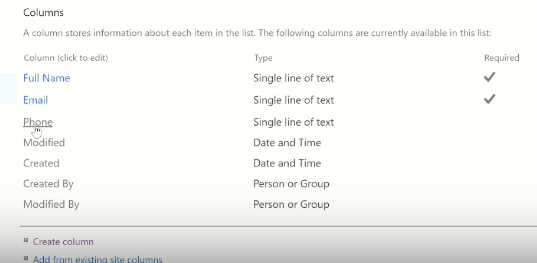 Columns
A column stores information about each item in the list. The following columns are currently available in this list:
Column (click to edit) Type Required
Full Name Single line of text
Email Single line of text
Phone Single line of text
Modified Date and Time
Created Date and Time
Created By Person or Group
Modified By Person or Group
Create column
Add from existing site columns